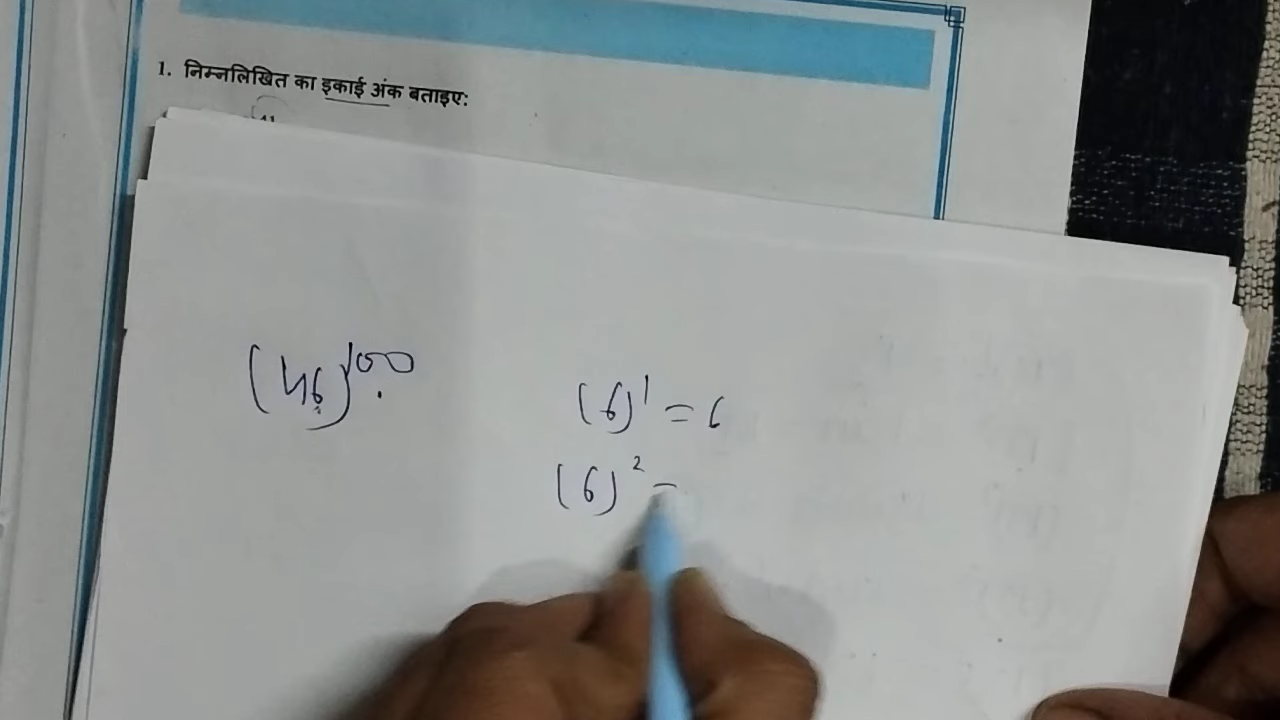 1. निम्नलिखित का इकाई अंक बताइए:
(46)¹⁰⁰
(6)¹ = 6
(6)² =